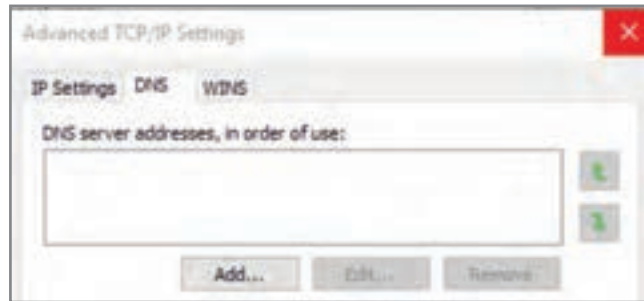 Advanced TCP/IP Settings
IP Settings DNS WINS
DNS server addresses, in order of use:
Add... Edit... Remove